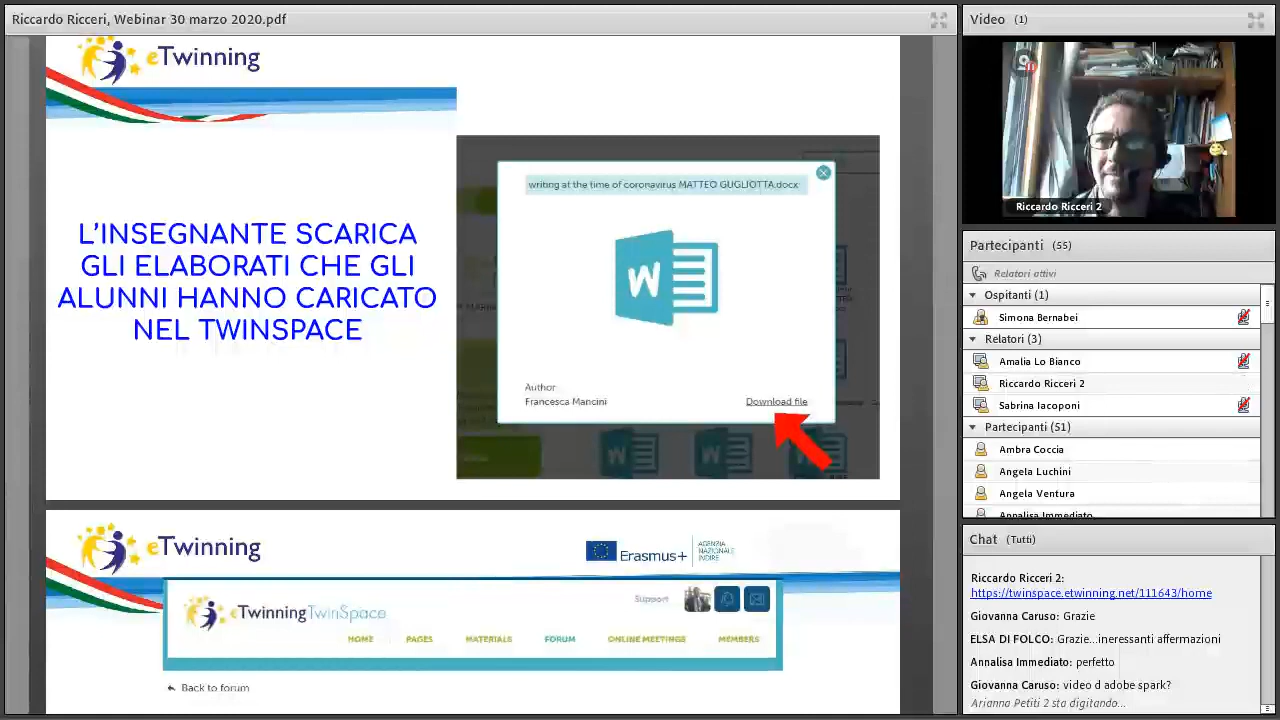 Riccardo Ricceri, Webinar 30 marzo 2020.pdf
eTwinning
L'INSEGNANTE SCARICA
GLI ELABORATI CHE GLI
ALUNNI HANNO CARICATO
NEL TWINSPACE
writing at the time of coronavirus MATTEO GUGLIOTTA.docx
W
Author
Francesca Mancini
Download file
eTwinning
Erasmus+
AGENZIA
NAZIONALE
INDIRE
eTwinningTwinSpace
Support
HOME PAGES MATERIALS FORUM ONLINE MEETINGS MEMBERS
Back to forum
Video (1)
Riccardo Ricceri 2
Partecipanti (55)
Relatori attivi
Ospitanti (1)
Simona Bernabei
Relatori (3)
Amalia Lo Bianco
Riccardo Ricceri 2
Sabrina Iacoponi
Partecipanti (51)
Ambra Coccia
Angela Luchini
Angela Ventura
Annalisa Immediato
Chat (Tutti)
Riccardo Ricceri 2:
https://twinspace.etwinning.net/111643/home
Giovanna Caruso: Grazie
ELSA DI FOLCO: Grazie...ineressanti affermazioni
Annalisa Immediato: perfetto
Giovanna Caruso: video d adobe spark?
Arianna Petiti 2 sta digitando...